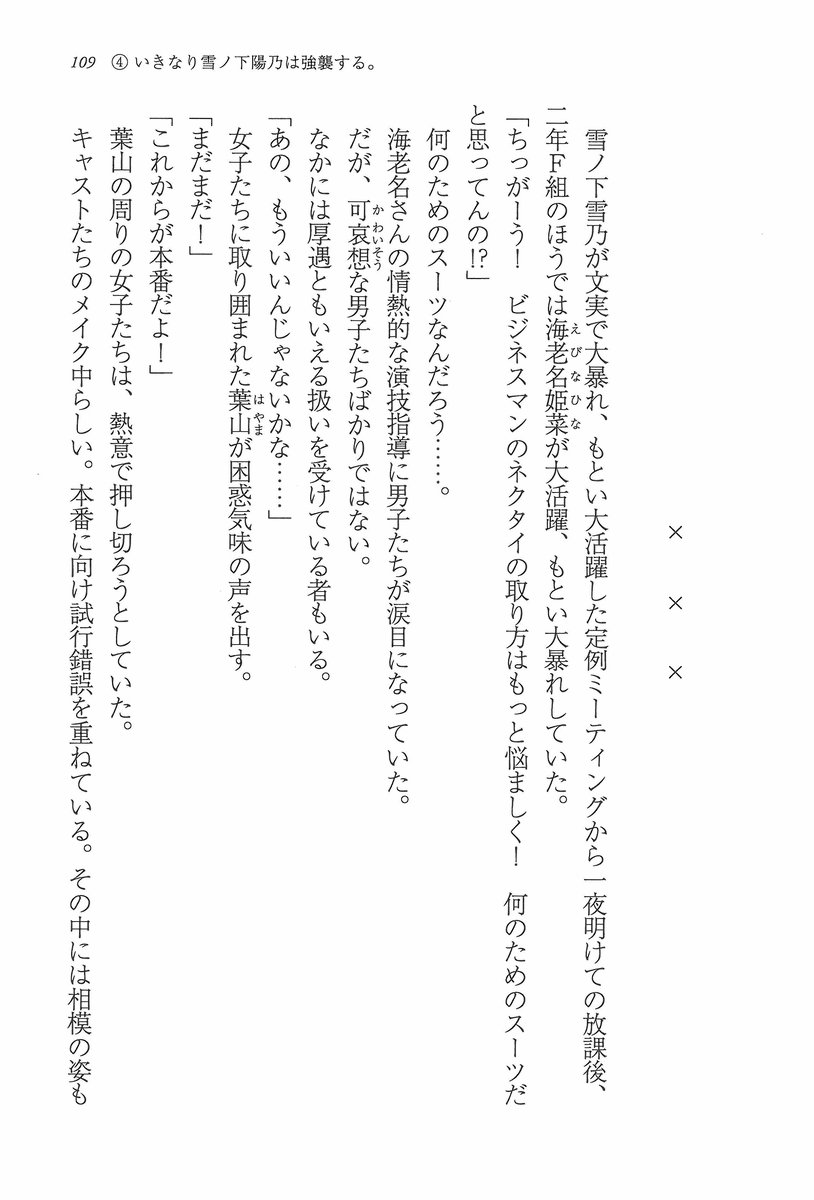 109 ④ いきなり雪ノ下陽乃は強襲する。
× × ×
雪ノ下雪乃が文実で大暴れ、もとい大活躍した定例ミーティングから一夜明けての放課後、
二年F組のほうでは海老名姫菜が大活躍、もとい大暴れしていた。
えびなひな
「ちっがーう！　ビジネスマンのネクタイの取り方はもっと悩ましく！　何のためのスーツだ
と思ってんの!?」
何のためのスーツなんだろう……。
海老名さんの情熱的な演技指導に男子たちが涙目になっていた。
だが、可哀想な男子たちばかりではない。
かわいそう
なかには厚遇ともいえる扱いを受けている者もいる。
「あの、もういいんじゃないかな……」
女子たちに取り囲まれた葉山が困惑気味の声を出す。
はやま
「まだまだ！」
「これからが本番だよ！」
葉山の周りの女子たちは、熱意で押し切ろうとしていた。
キャストたちのメイク中らしい。本番に向け試行錯誤を重ねている。その中には相模の姿も